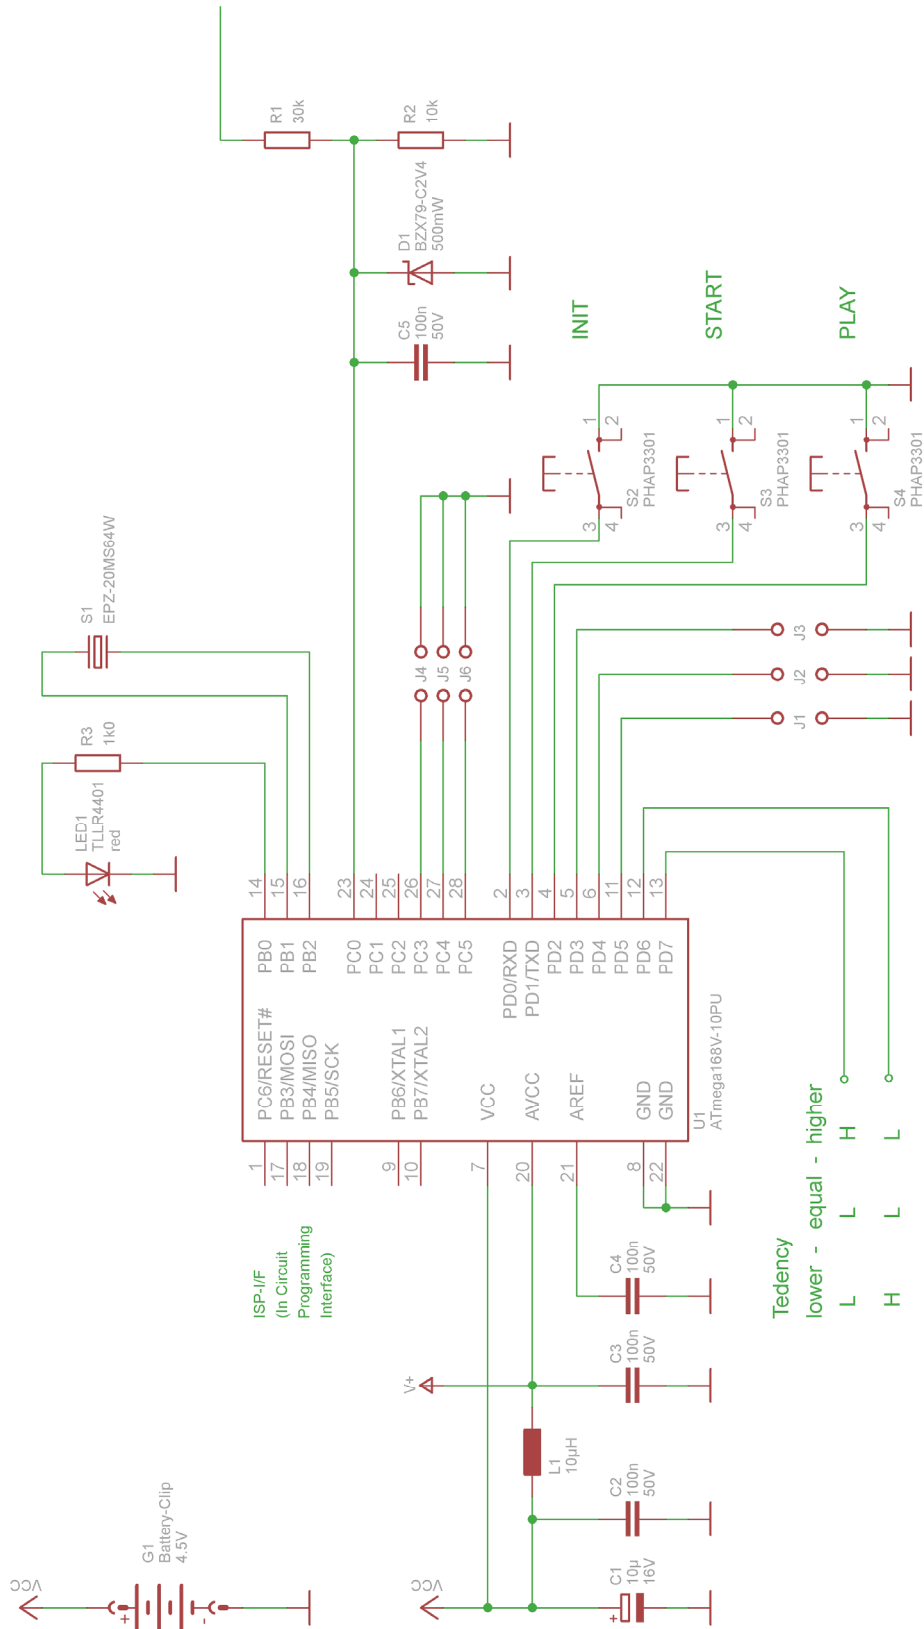 R1
30k
R2
10k
D1
BZX79-C2V4
500mW
C5
100n
50V
INIT
START
PLAY
1
2
3
4
S2
PHAP3301
1
2
3
4
S3
PHAP3301
1
2
3
4
S4
PHAP3301
S1
EPZ-20MS64W
R3
1k0
LED1
TLLR4401
red
J4
J5
J6
J3
J2
J1
14
15
16
23
24
25
26
27
28
2
3
4
5
6
11
12
13
PB0
PB1
PB2
PC0
PC1
PC2
PC3
PC4
PC5
PD0/RXD
PD1/TXD
PD2
PD3
PD4
PD5
PD6
PD7
PC6/RESET#
PB3/MOSI
PB4/MISO
PB5/SCK
PB6/XTAL1
PB7/XTAL2
VCC
AVCC
AREF
GND
GND
U1
ATmega168V-10PU
1
17
18
19
9
10
7
20
21
8
22
ISP-I/F
(In Circuit
Programming
Interface)
Tedency
lower - equal - higher
L L H
H L L
C4
100n
50V
C3
100n
50V
V+
L1
10µH
C2
100n
50V
C1
10µ
16V
+
VCC
G1
Battery-Clip
4.5V
+
-
VCC